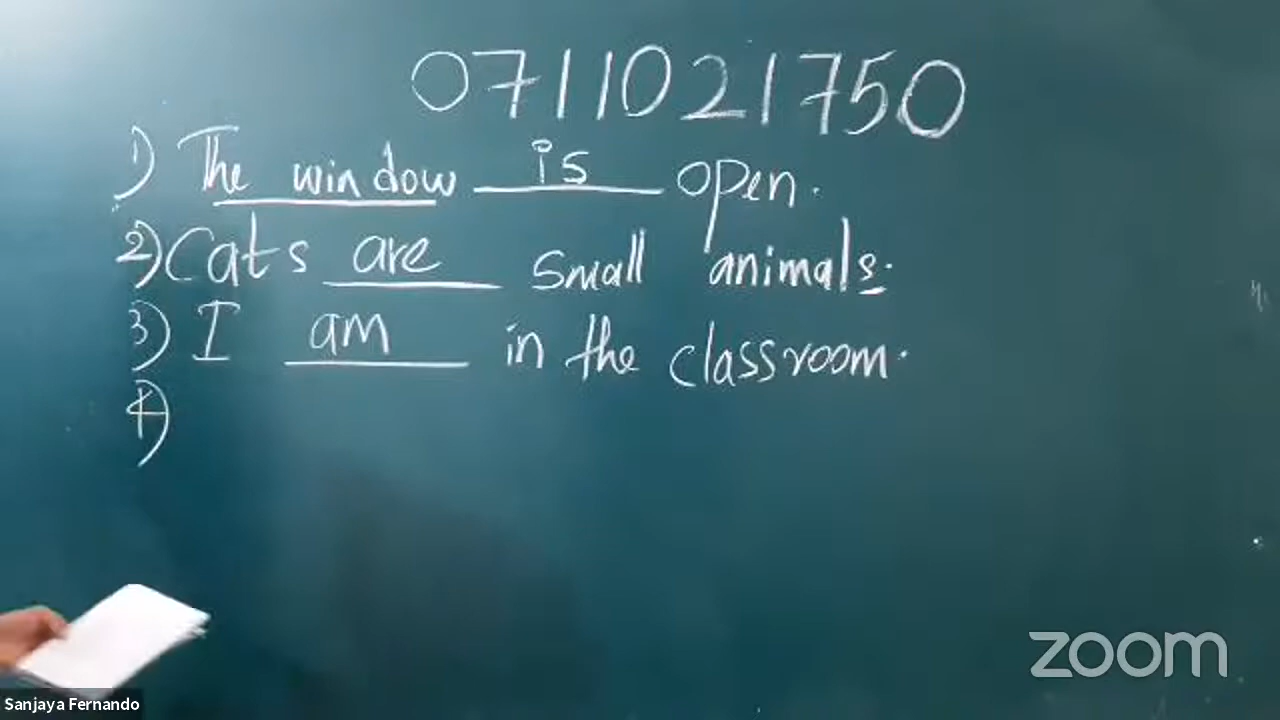 0711021750
1) The window is open.
2) Cats are small animals.
3) I am in the classroom.
4)
zoom
Sanjaya Fernando